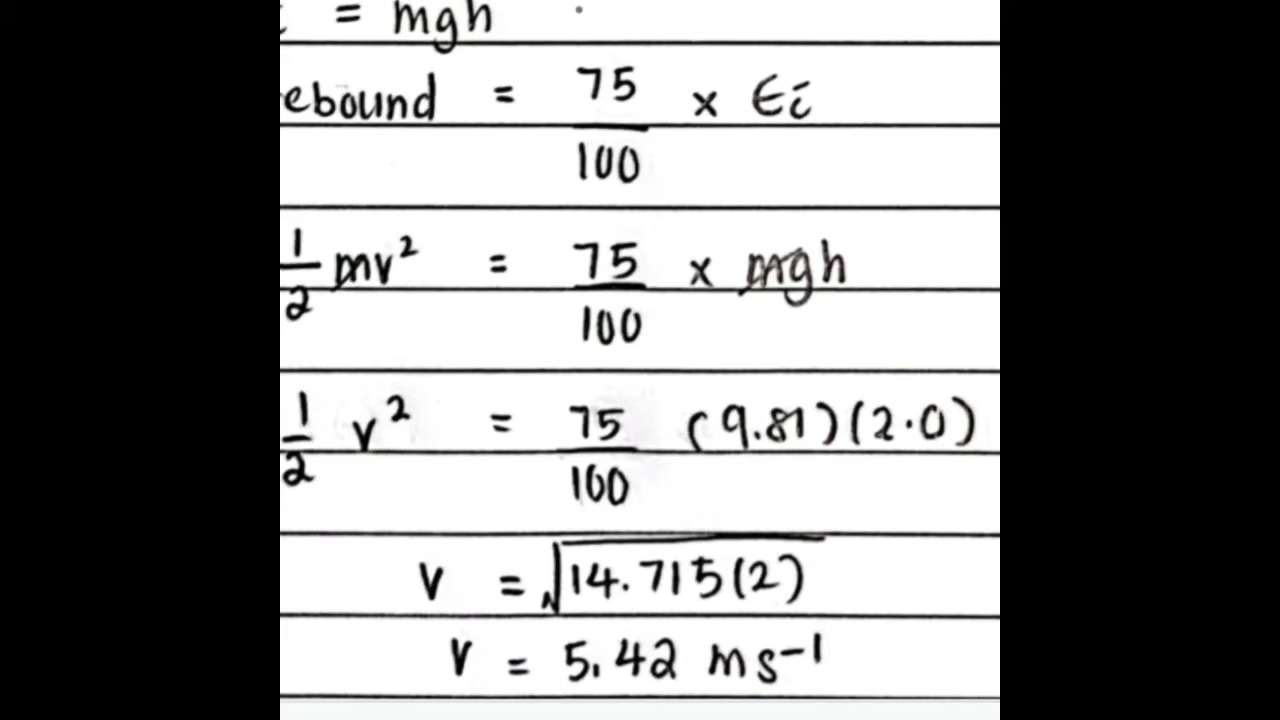 = mgh
ebound = 75/100 × Ei
1/2 mv² = 75/100 × mgh
1/2 v² = 75/100 (9.81)(2.0)
v = √14.715(2)
v = 5.42 ms⁻¹